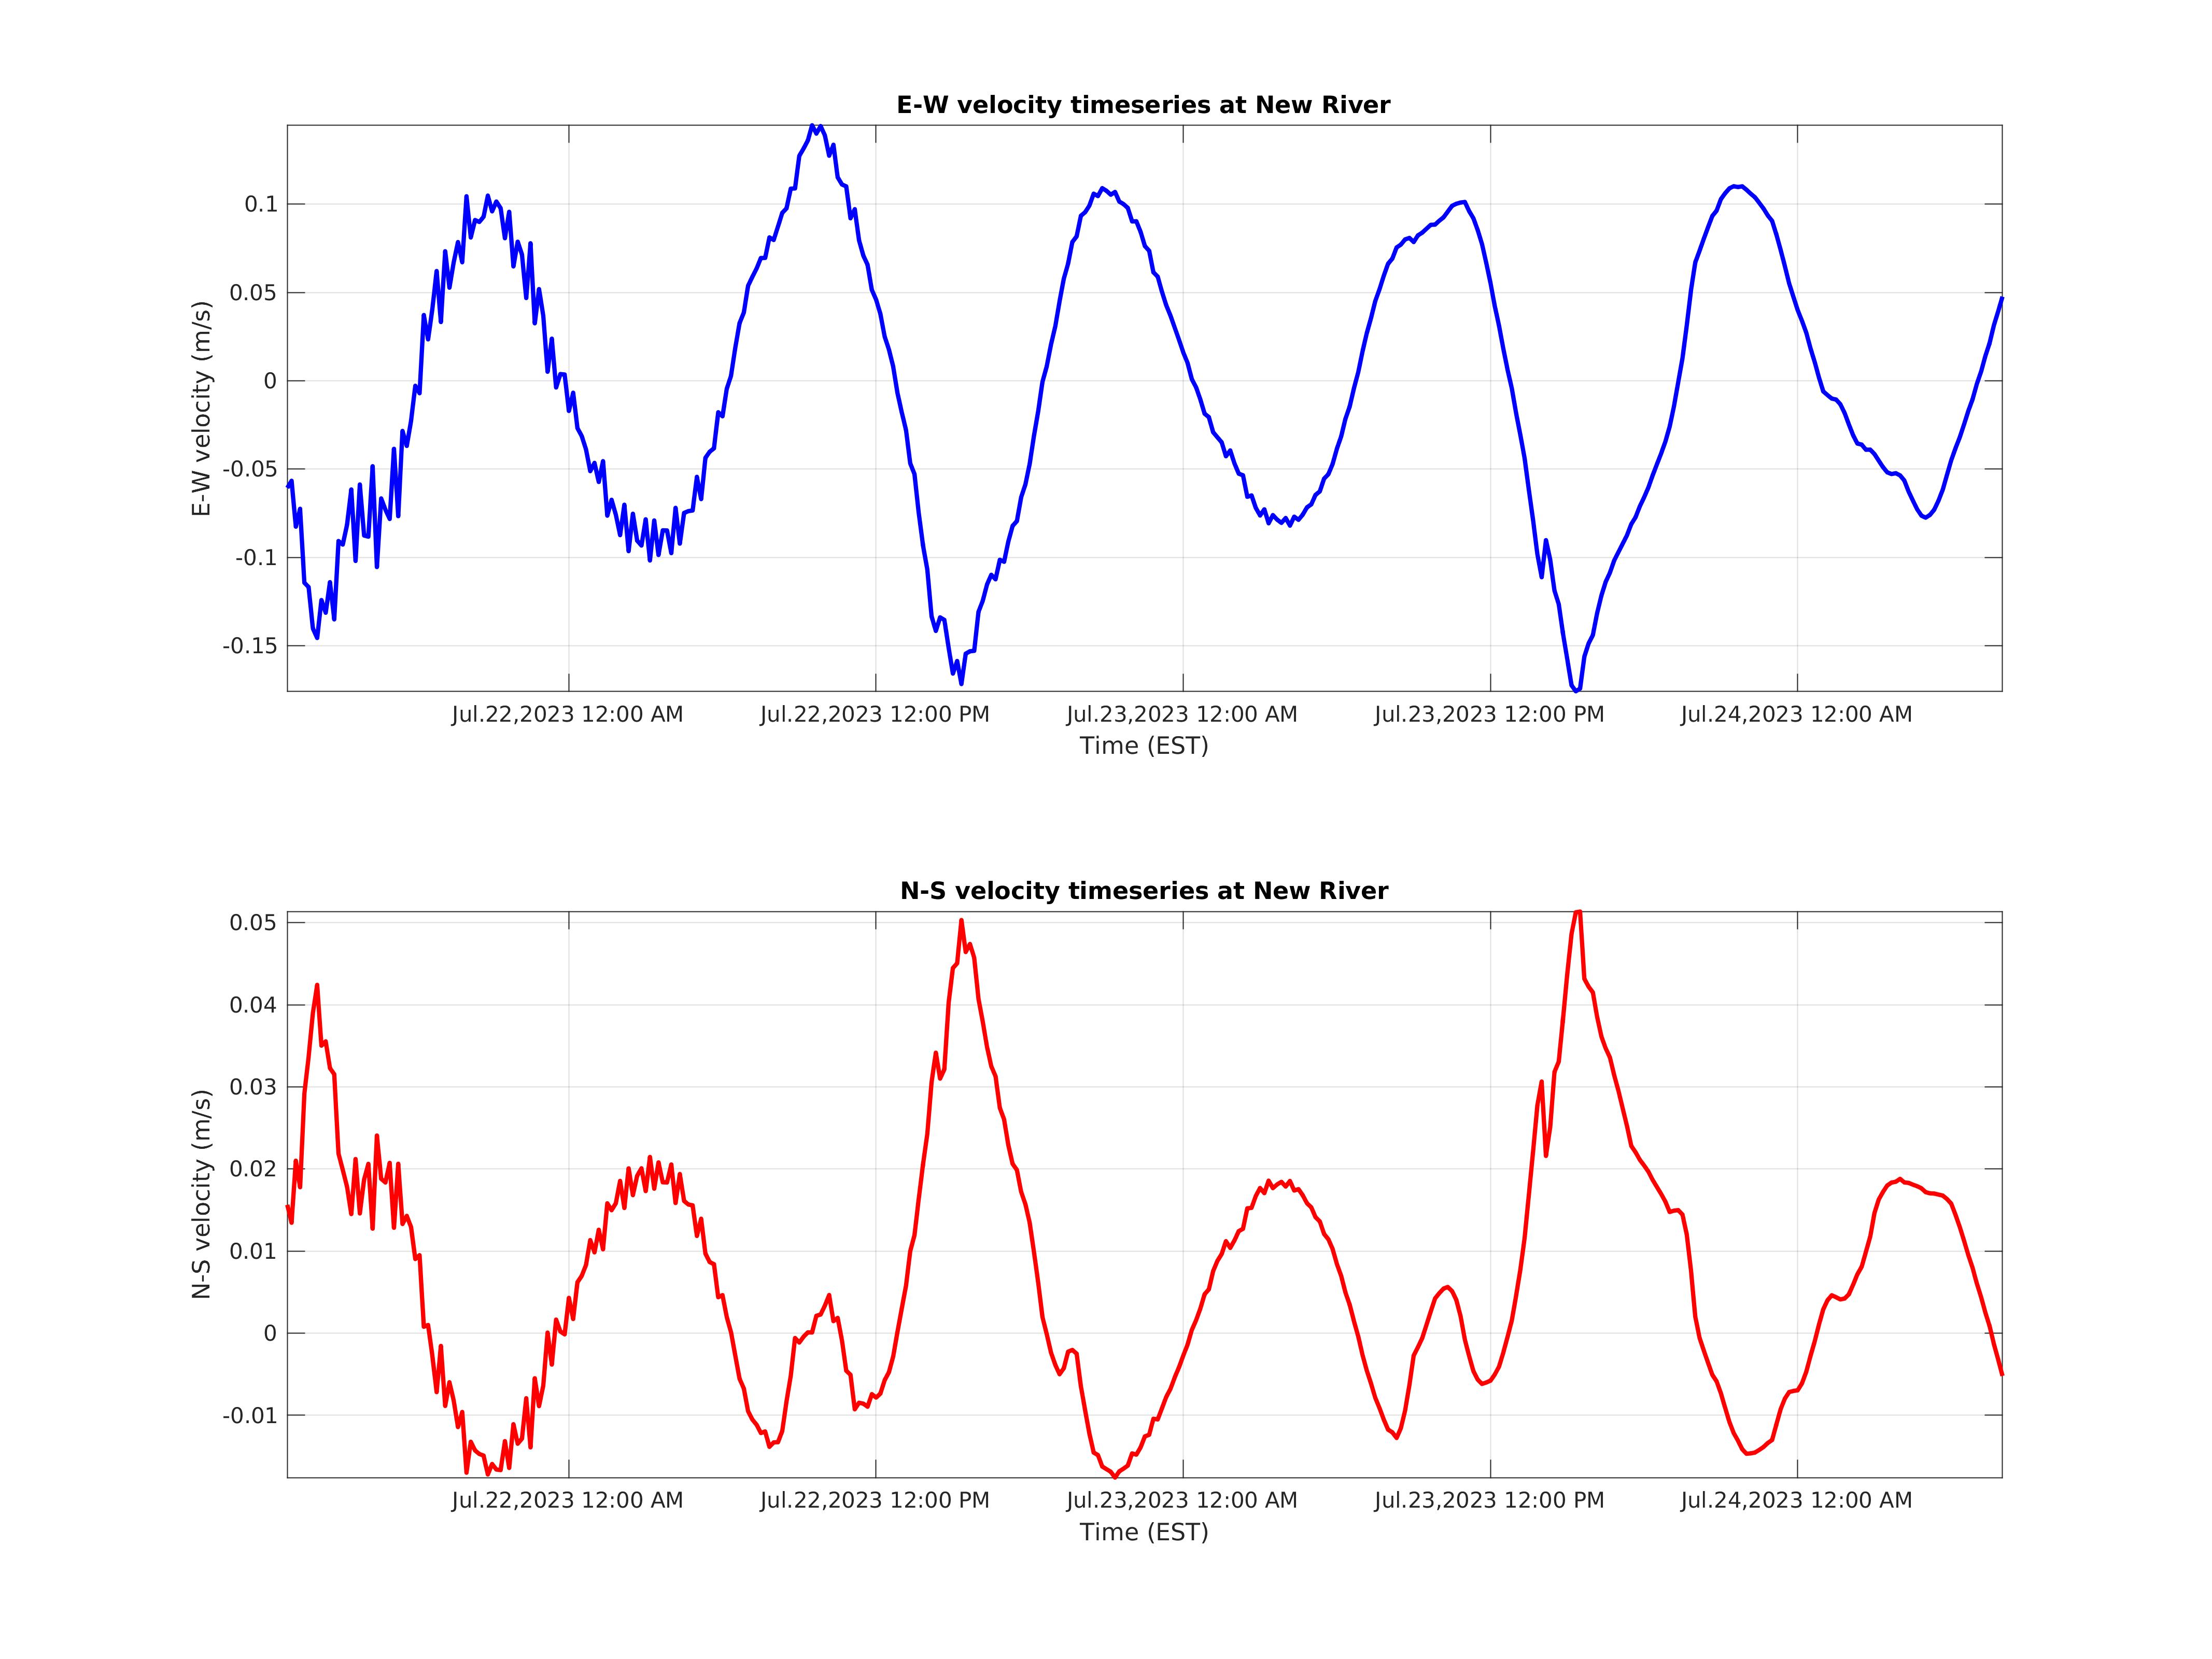 E-W velocity timeseries at New River
E-W velocity (m/s)
0.1
0.05
0
-0.05
-0.1
-0.15
Jul.22,2023 12:00 AM Jul.22,2023 12:00 PM Jul.23,2023 12:00 AM Jul.23,2023 12:00 PM Jul.24,2023 12:00 AM
Time (EST)
N-S velocity timeseries at New River
N-S velocity (m/s)
0.05
0.04
0.03
0.02
0.01
0
-0.01
Jul.22,2023 12:00 AM Jul.22,2023 12:00 PM Jul.23,2023 12:00 AM Jul.23,2023 12:00 PM Jul.24,2023 12:00 AM
Time (EST)